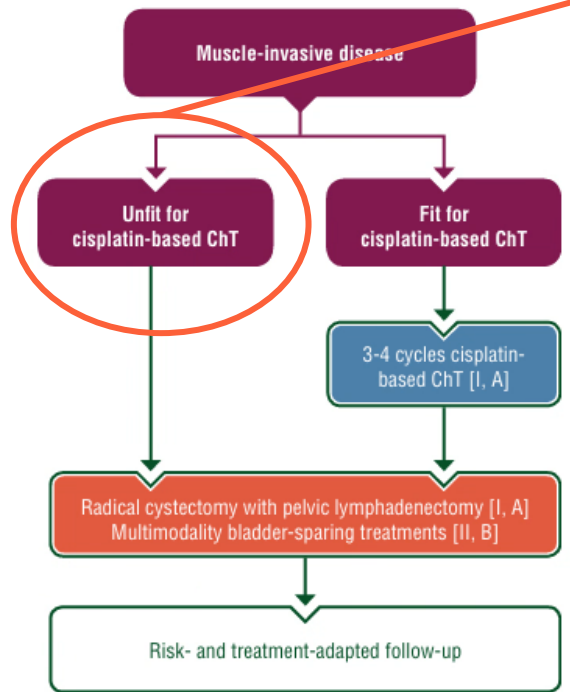 Muscle-invasive disease
Unfit for
cisplatin-based ChT
Fit for
cisplatin-based ChT
3-4 cycles cisplatin-
based ChT [I, A]
Radical cystectomy with pelvic lymphadenectomy [I, A]
Multimodality bladder-sparing treatments [II, B]
Risk- and treatment-adapted follow-up